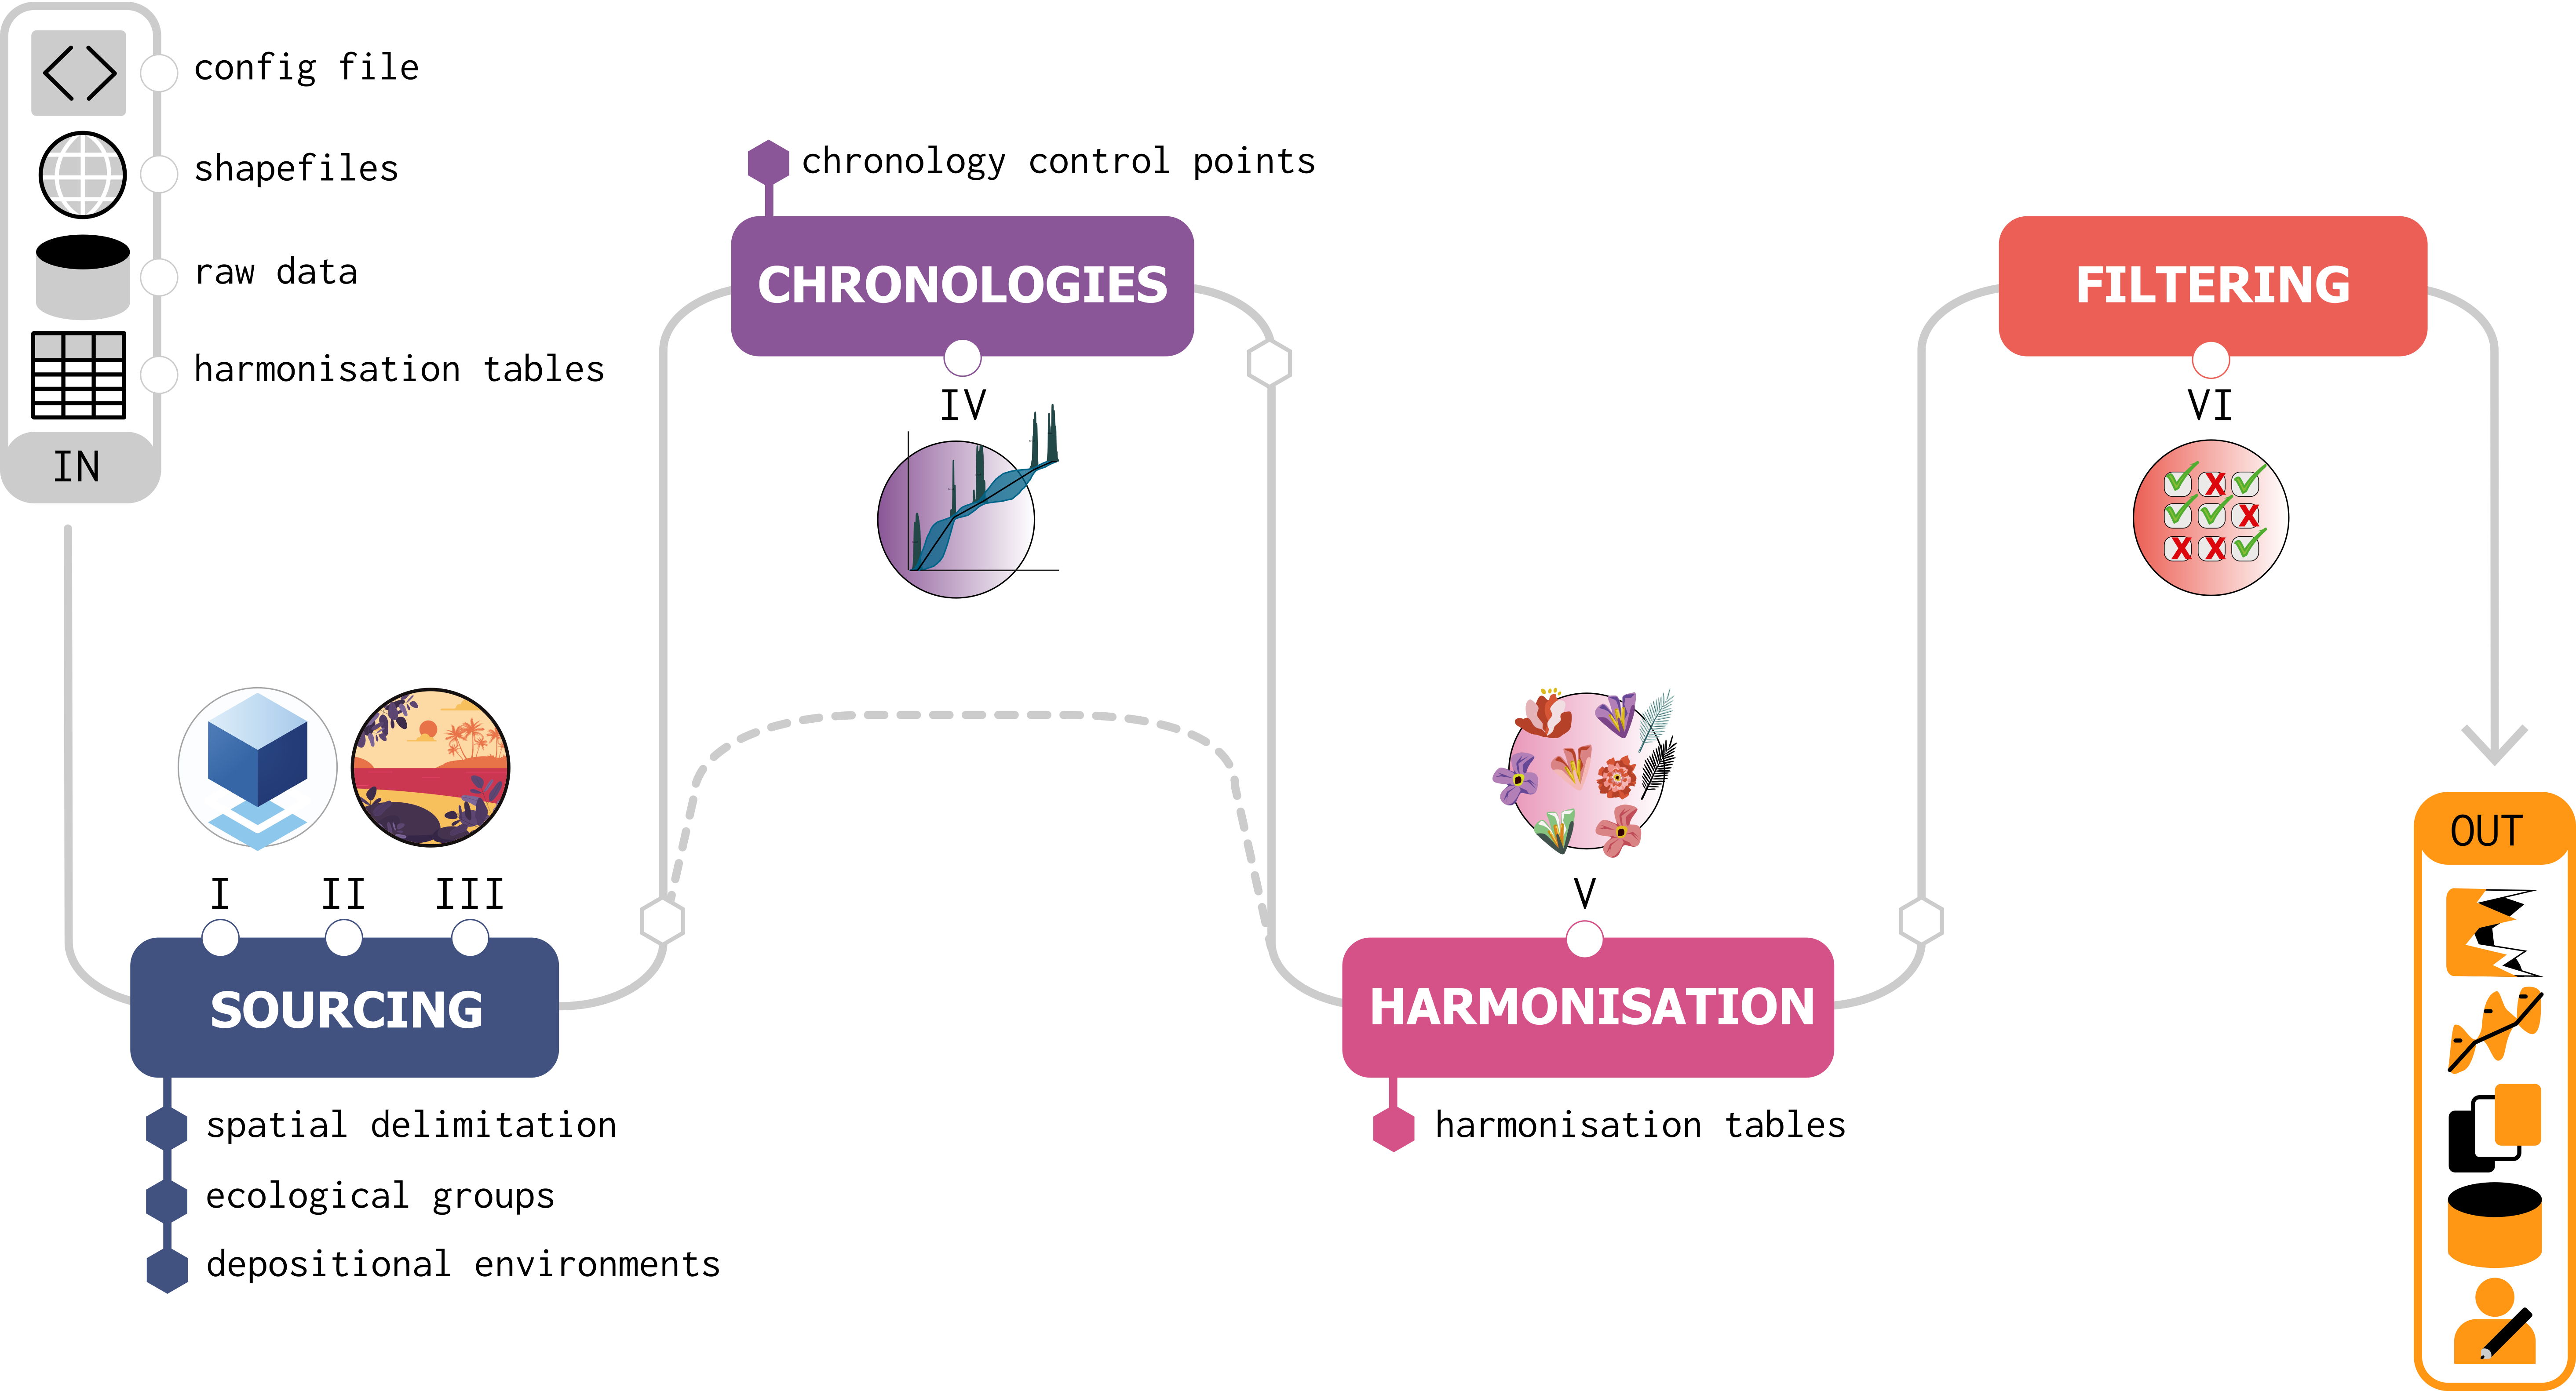 config file
shapefiles
raw data
harmonisation tables
IN
I
II
III
SOURCING
spatial delimitation
ecological groups
depositional environments
chronology control points
CHRONOLOGIES
IV
V
HARMONISATION
harmonisation tables
FILTERING
VI
OUT